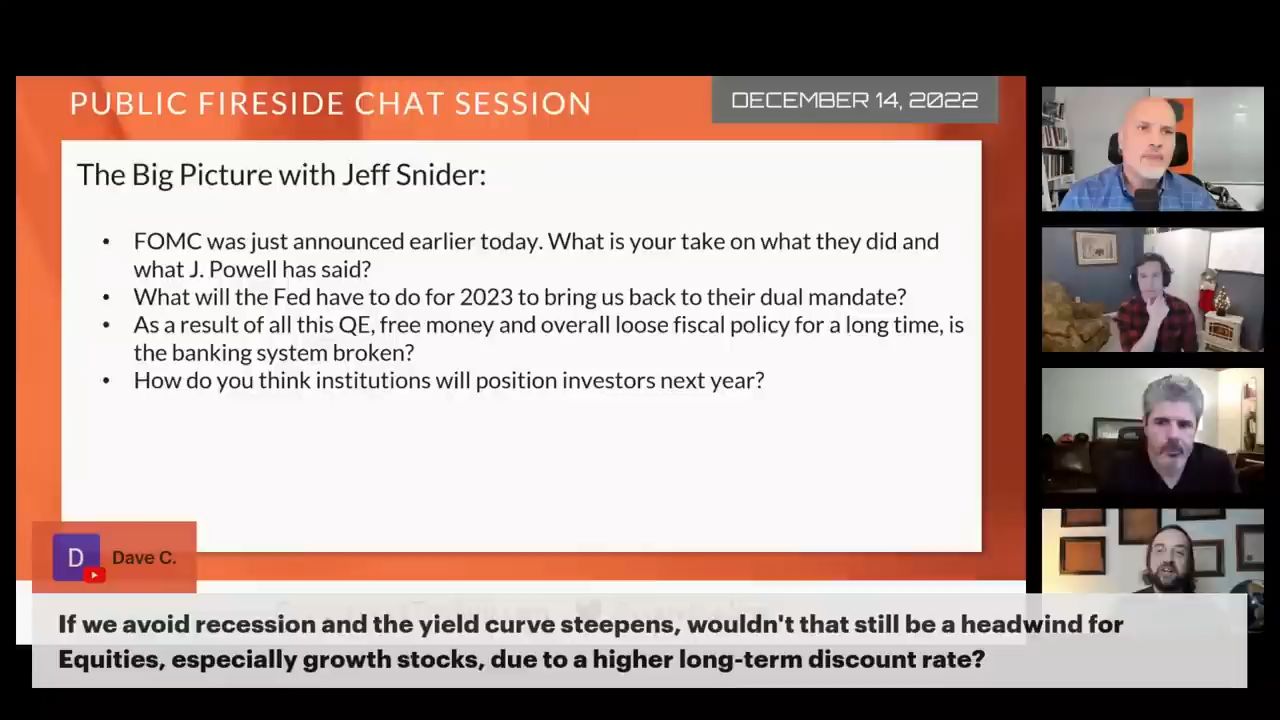 PUBLIC FIRESIDE CHAT SESSION
DECEMBER 14, 2022
The Big Picture with Jeff Snider:
• FOMC was just announced earlier today. What is your take on what they did and
what J. Powell has said?
• What will the Fed have to do for 2023 to bring us back to their dual mandate?
• As a result of all this QE, free money and overall loose fiscal policy for a long time, is
the banking system broken?
• How do you think institutions will position investors next year?
D
Dave C.
If we avoid recession and the yield curve steepens, wouldn't that still be a headwind for
Equities, especially growth stocks, due to a higher long-term discount rate?